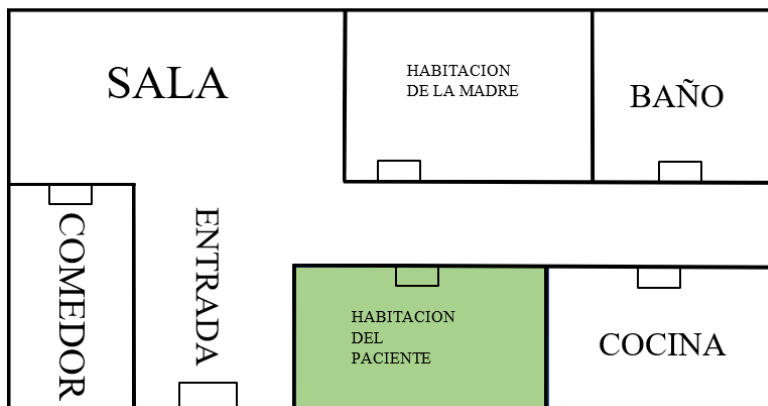 SALA
HABITACION
DE LA MADRE
BAÑO
COMEDOR
ENTRADA
HABITACION
DEL
PACIENTE
COCINA